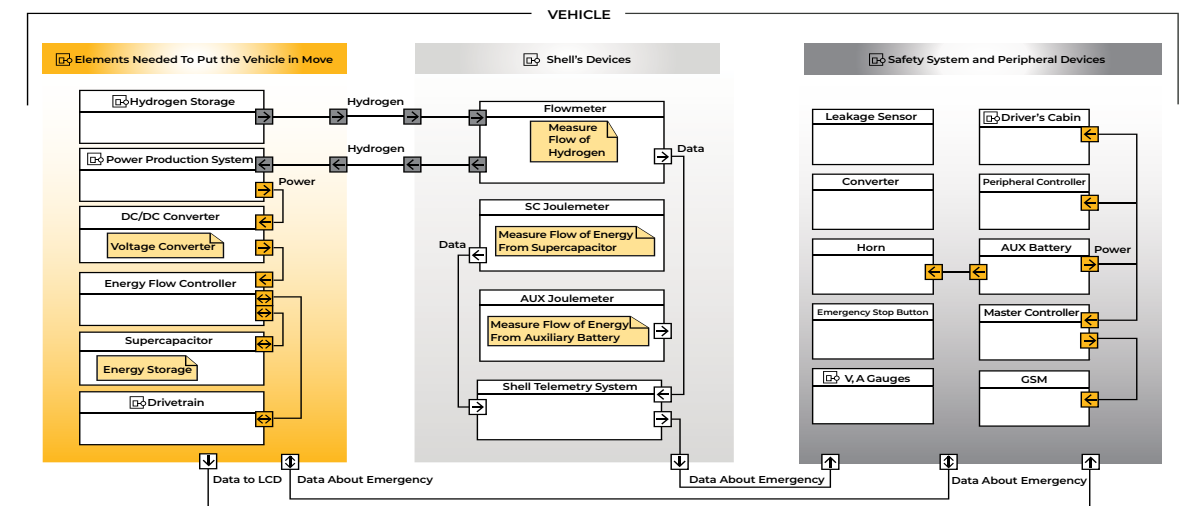 VEHICLE
Elements Needed To Put the Vehicle in Move
Hydrogen Storage
Power Production System
Power
DC/DC Converter
Voltage Converter
Energy Flow Controller
Supercapacitor
Energy Storage
Drivetrain
Hydrogen
Hydrogen
Shell's Devices
Flowmeter
Measure
Flow of
Hydrogen
Data
SC Joulemeter
Measure Flow of Energy
From Supercapacitor
Data
AUX Joulemeter
Measure Flow of Energy
From Auxiliary Battery
Shell Telemetry System
Safety System and Peripheral Devices
Leakage Sensor
Driver's Cabin
Converter
Peripheral Controller
Horn
AUX Battery
Power
Emergency Stop Button
Master Controller
V, A Gauges
GSM
Data to LCD
Data About Emergency
Data About Emergency
Data About Emergency